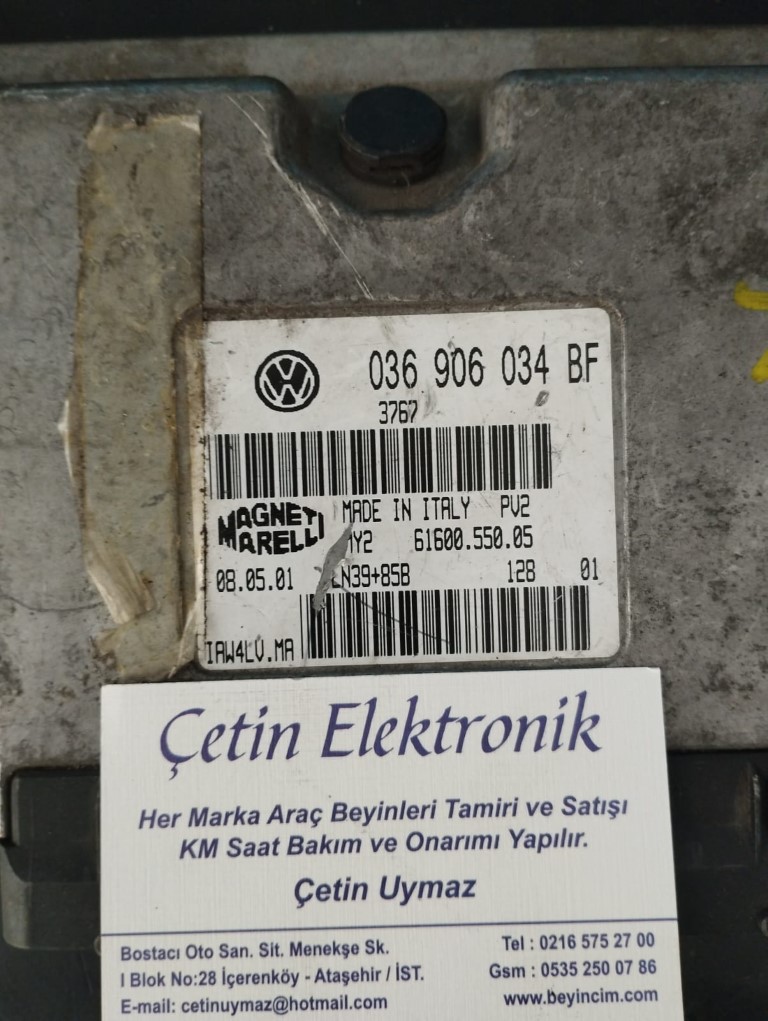 036 906 034 BF
3767
MAGNETI MARELLI
MADE IN ITALY PV2
61600.550.05
08.05.01 N39+85B 128 01
IAW4LV.MA
Çetin Elektronik
Her Marka Araç Beyinleri Tamiri ve Satışı
KM Saat Bakım ve Onarımı Yapılır.
Çetin Uymaz
Bostacı Oto San. Sit. Menekşe Sk.
I Blok No:28 İçerenköy - Ataşehir / İST.
E-mail: cetinuymaz@hotmail.com
Tel : 0216 575 27 00
Gsm : 0535 250 07 86
www.beyincim.com